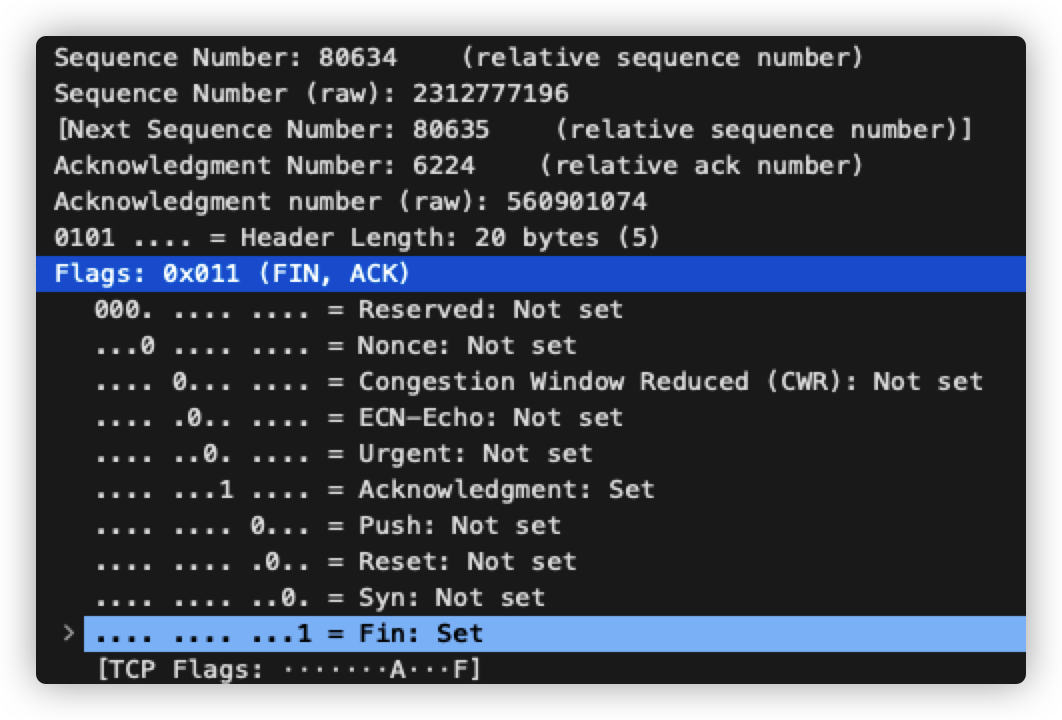 Sequence Number: 80634    (relative sequence number)
Sequence Number (raw): 2312777196
[Next Sequence Number: 80635    (relative sequence number)]
Acknowledgment Number: 6224    (relative ack number)
Acknowledgment number (raw): 560901074
0101 .... = Header Length: 20 bytes (5)
Flags: 0x011 (FIN, ACK)
000. .... .... = Reserved: Not set
...0 .... .... = Nonce: Not set
.... 0... .... = Congestion Window Reduced (CWR): Not set
.... .0.. .... = ECN-Echo: Not set
.... ..0. .... = Urgent: Not set
.... ...1 .... = Acknowledgment: Set
.... .... 0... = Push: Not set
.... .... .0.. = Reset: Not set
.... .... ..0. = Syn: Not set
> .... .... ...1 = Fin: Set
[TCP Flags: ·······A···F]